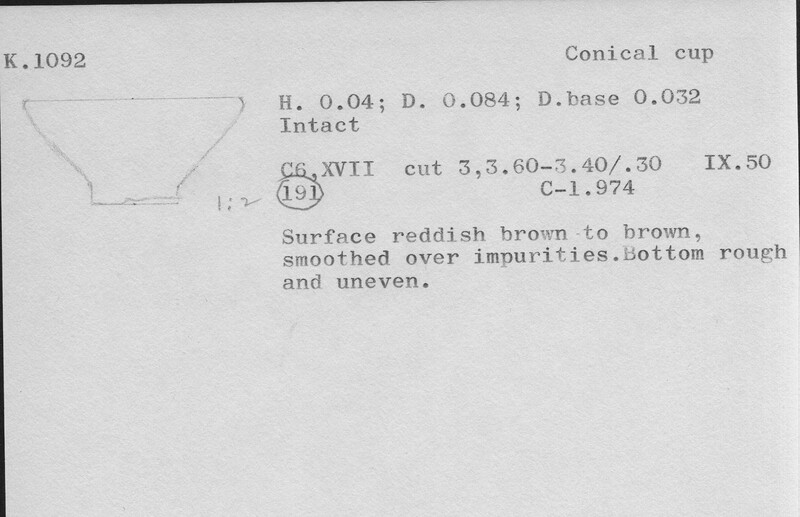 K.1092
Conical cup
H. 0.04; D. 0.084; D.base 0.032
Intact
C6,XVII cut 3,3.60-3.40/.30 IX.50
1:2
191 C-1.974
Surface reddish brown to brown,
smoothed over impurities.Bottom rough
and uneven.